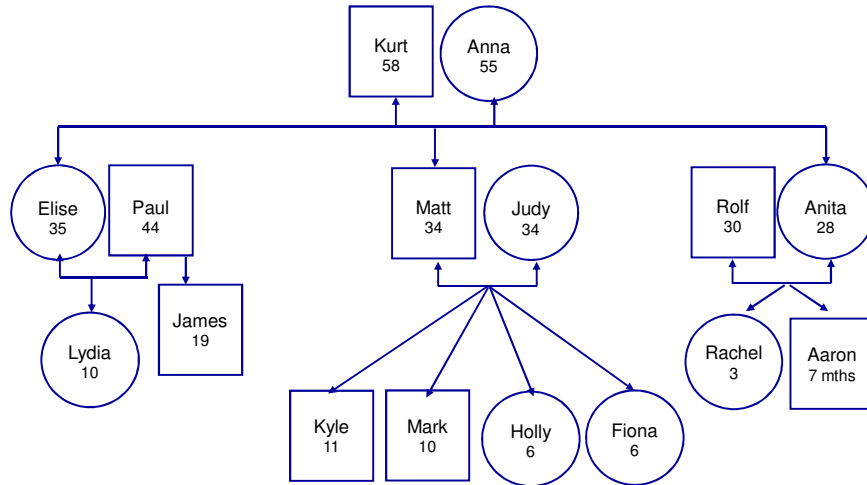 Kurt
58
Anna
55
Elise
35
Paul
44
Matt
34
Judy
34
Rolf
30
Anita
28
Lydia
10
James
19
Rachel
3
Aaron
7 mths
Kyle
11
Mark
10
Holly
6
Fiona
6